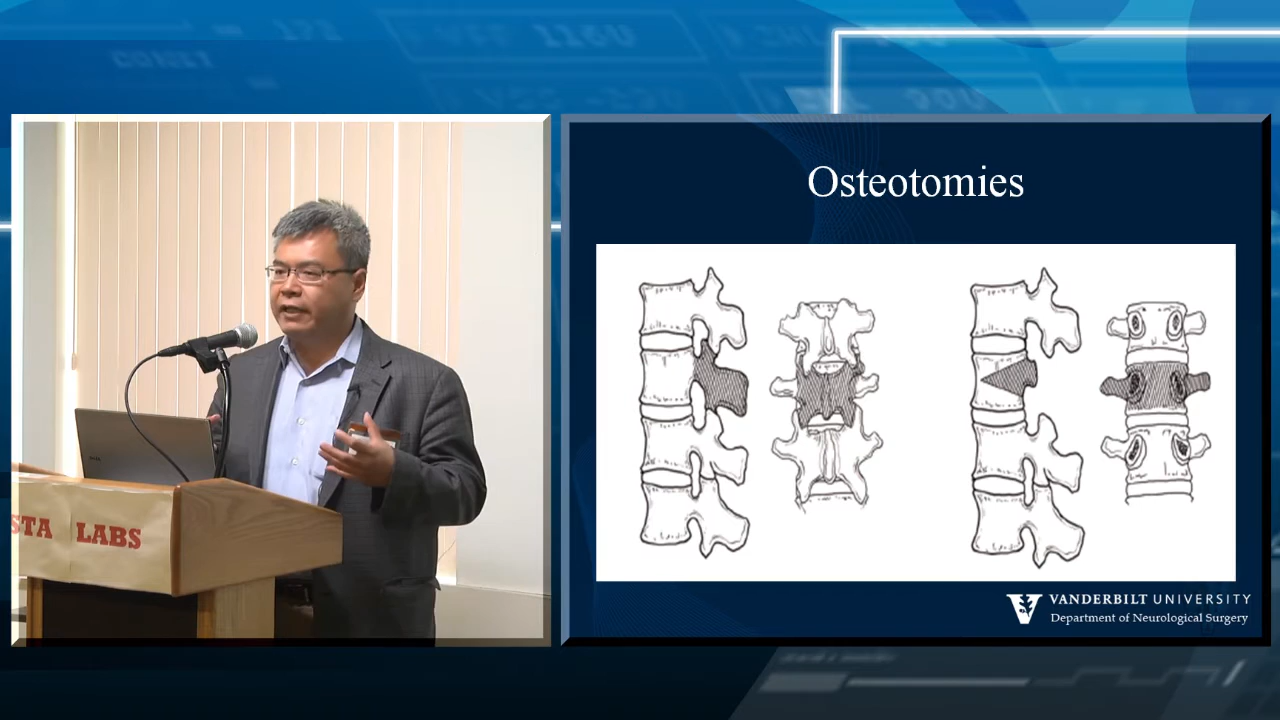 STA LABS
Osteotomies
VANDERBILT UNIVERSITY
Department of Neurological Surgery